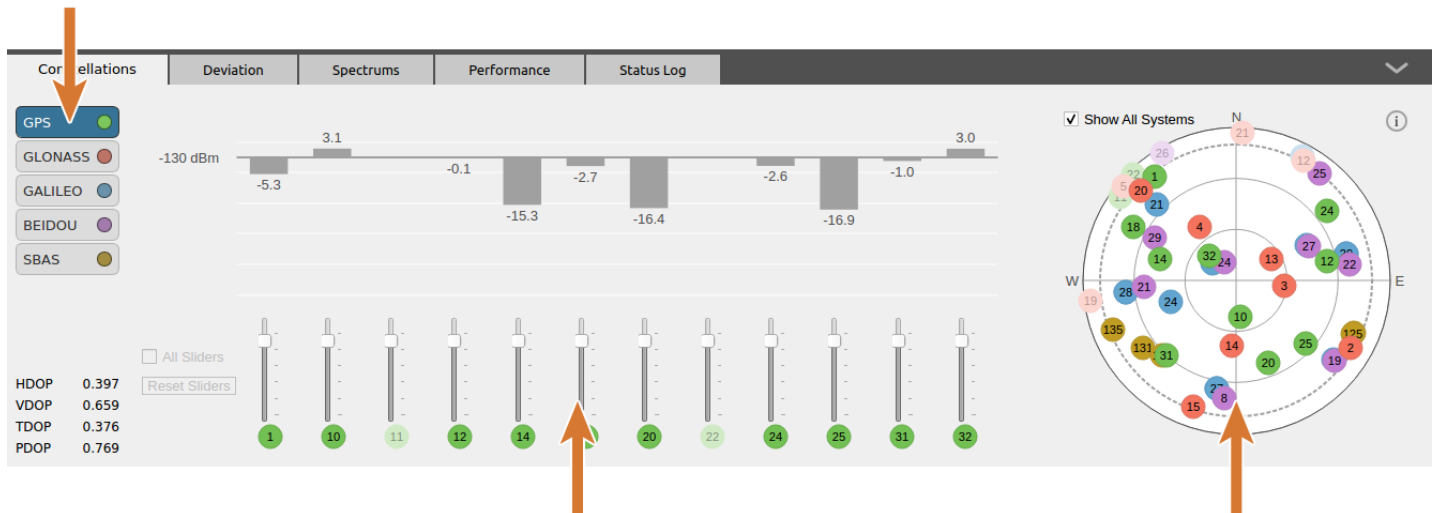 Constellations Deviation Spectrums Performance Status Log
GPS
GLONASS
GALILEO
BEIDOU
SBAS
-130 dBm
3.1
3.0
-5.3
-0.1
-15.3
-2.7
-16.4
-2.6
-16.9
-1.0
All Sliders
Reset Sliders
HDOP 0.397
VDOP 0.659
TDOP 0.376
PDOP 0.769
1 10 11 12 14 20 22 24 25 31 32
Show All Systems
i
N
21
26
12
22 1
25
5 20
11
21
24
18
4
29
27
14
32
24
13
12
22
W
E
28
21
3
19
24
10
135
125
131
31
14
25
2
20
19
27
8
15